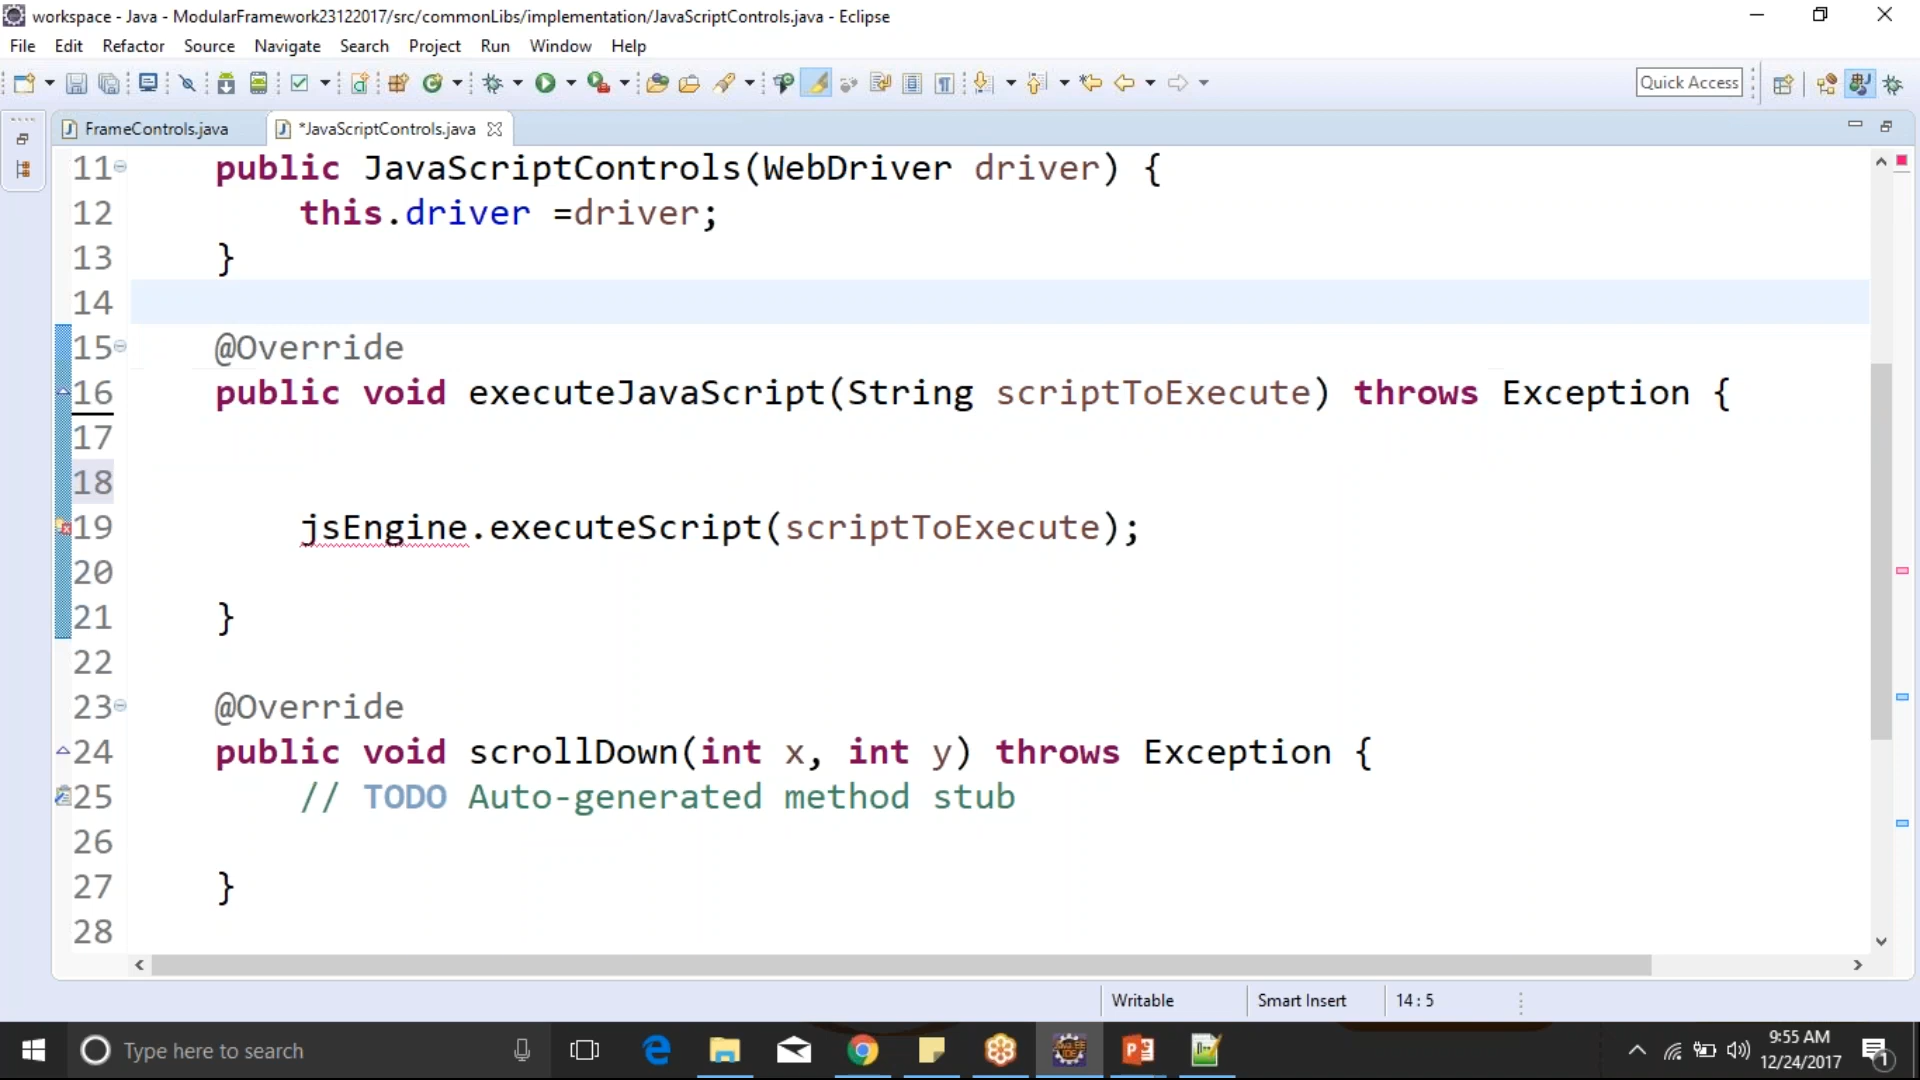 workspace - Java - ModularFramework23122017/src/commonLibs/implementation/JavaScriptControls.java - Eclipse
File Edit Refactor Source Navigate Search Project Run Window Help
Quick Access
FrameControls.java *JavaScriptControls.java
11 public JavaScriptControls(WebDriver driver) {
12 this.driver =driver;
13 }
14
15 @Override
16 public void executeJavaScript(String scriptToExecute) throws Exception {
17
18
19 jsEngine.executeScript(scriptToExecute);
20
21 }
22
23 @Override
24 public void scrollDown(int x, int y) throws Exception {
25 // TODO Auto-generated method stub
26
27 }
28
Writable Smart Insert 14 : 5
Type here to search
9:55 AM
12/24/2017
1